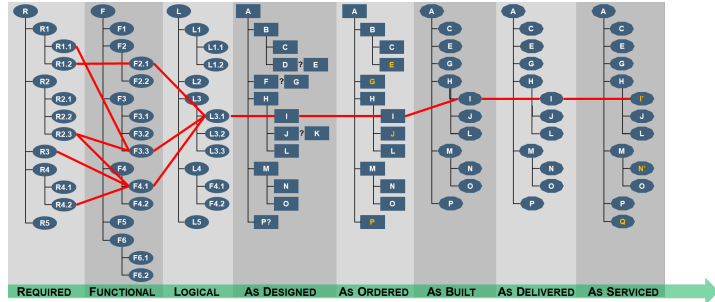 R
R1
R1.1
R1.2
R2
R2.1
R2.2
R2.3
R3
R4
R4.1
R4.2
R5
F
F1
F2
F2.1
F2.2
F3
F3.1
F3.2
F3.3
F4
F4.1
F4.2
F5
F6
F6.1
F6.2
L
L1
L1.1
L1.2
L2
L3
L3.1
L3.2
L3.3
L4
F4.1
F4.2
L5
A
B
C
D ? E
F ? G
H
I
J ? K
L
M
N
O
P?
A
B
C
E
G
H
I
J
L
M
N
O
P
A
C
E
G
H
I
J
L
M
N
O
P
A
C
E
G
H
I
J
L
M
N
O
P
A
C
E
G
H
I'
J
L
M
N'
O
P
Q
REQUIRED FUNCTIONAL LOGICAL AS DESIGNED AS ORDERED AS BUILT AS DELIVERED AS SERVICED